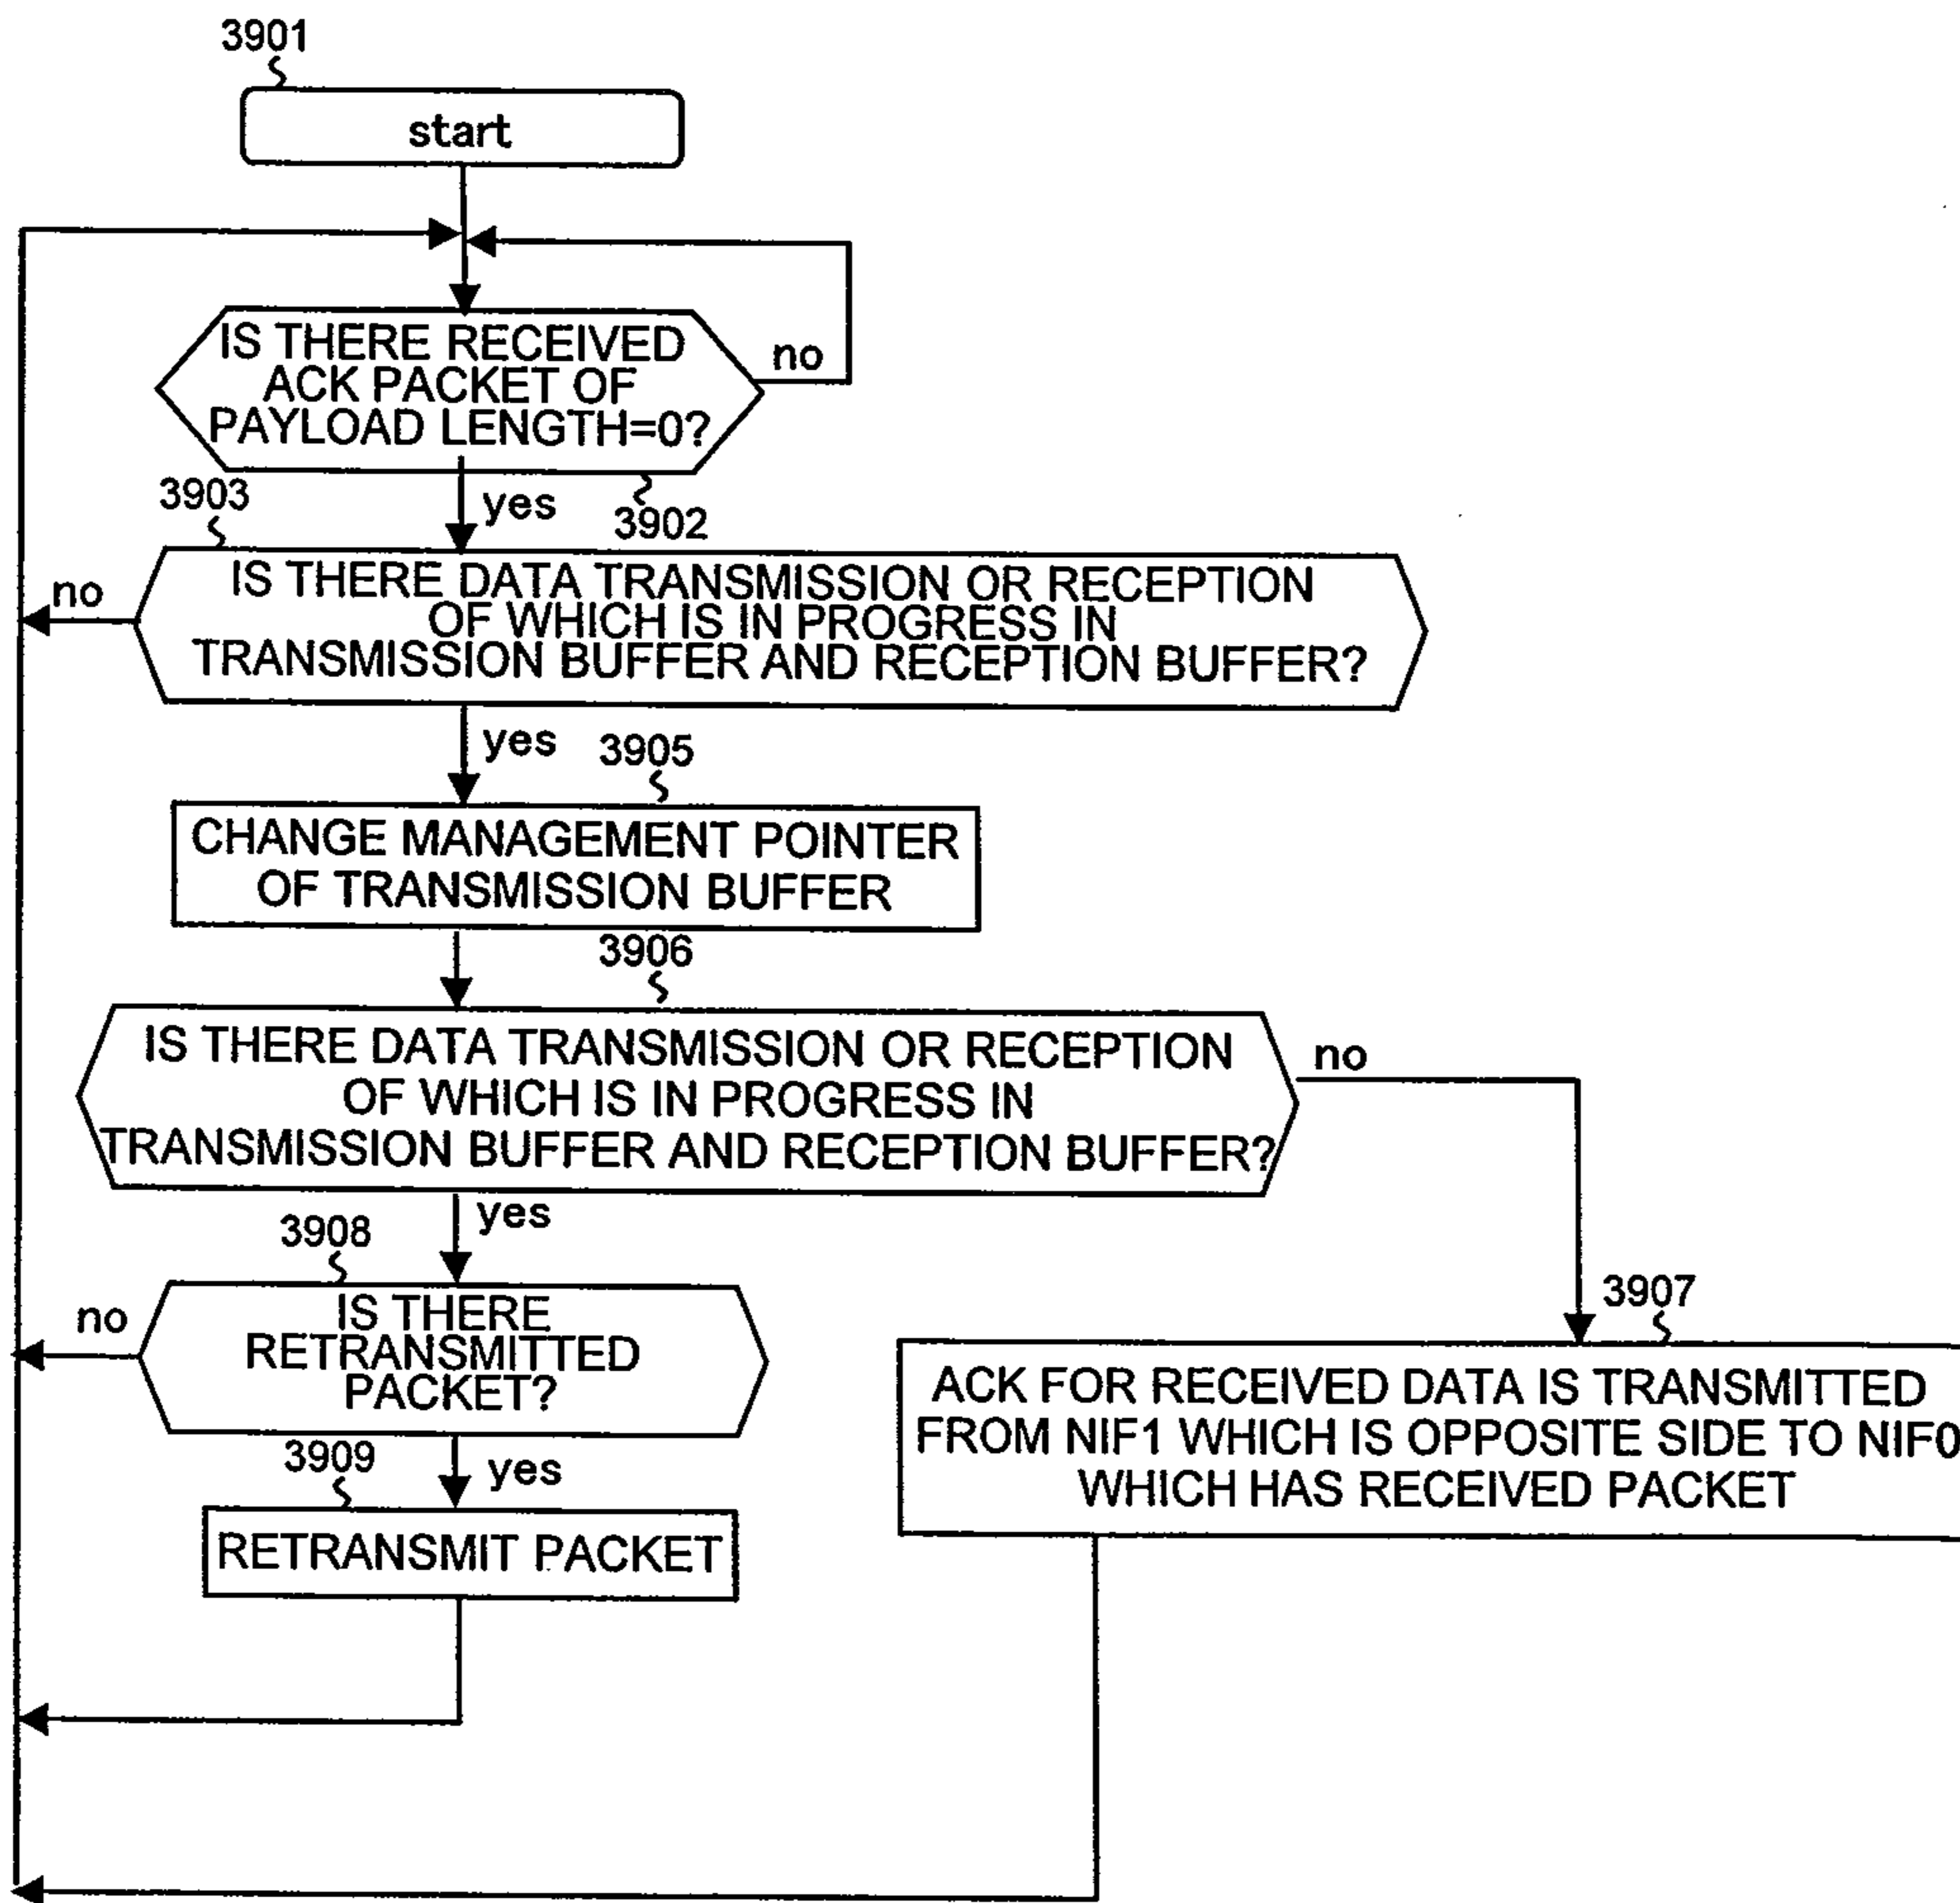 3901
start
IS THERE RECEIVED
ACK PACKET OF
PAYLOAD LENGTH=0?
no
yes
3902
3903
no
IS THERE DATA TRANSMISSION OR RECEPTION
OF WHICH IS IN PROGRESS IN
TRANSMISSION BUFFER AND RECEPTION BUFFER?
yes
3905
CHANGE MANAGEMENT POINTER
OF TRANSMISSION BUFFER
3906
IS THERE DATA TRANSMISSION OR RECEPTION
OF WHICH IS IN PROGRESS IN
TRANSMISSION BUFFER AND RECEPTION BUFFER?
no
yes
3908
no
IS THERE
RETRANSMITTED
PACKET?
3907
ACK FOR RECEIVED DATA IS TRANSMITTED
FROM NIF1 WHICH IS OPPOSITE SIDE TO NIF0
WHICH HAS RECEIVED PACKET
3909
yes
RETRANSMIT PACKET